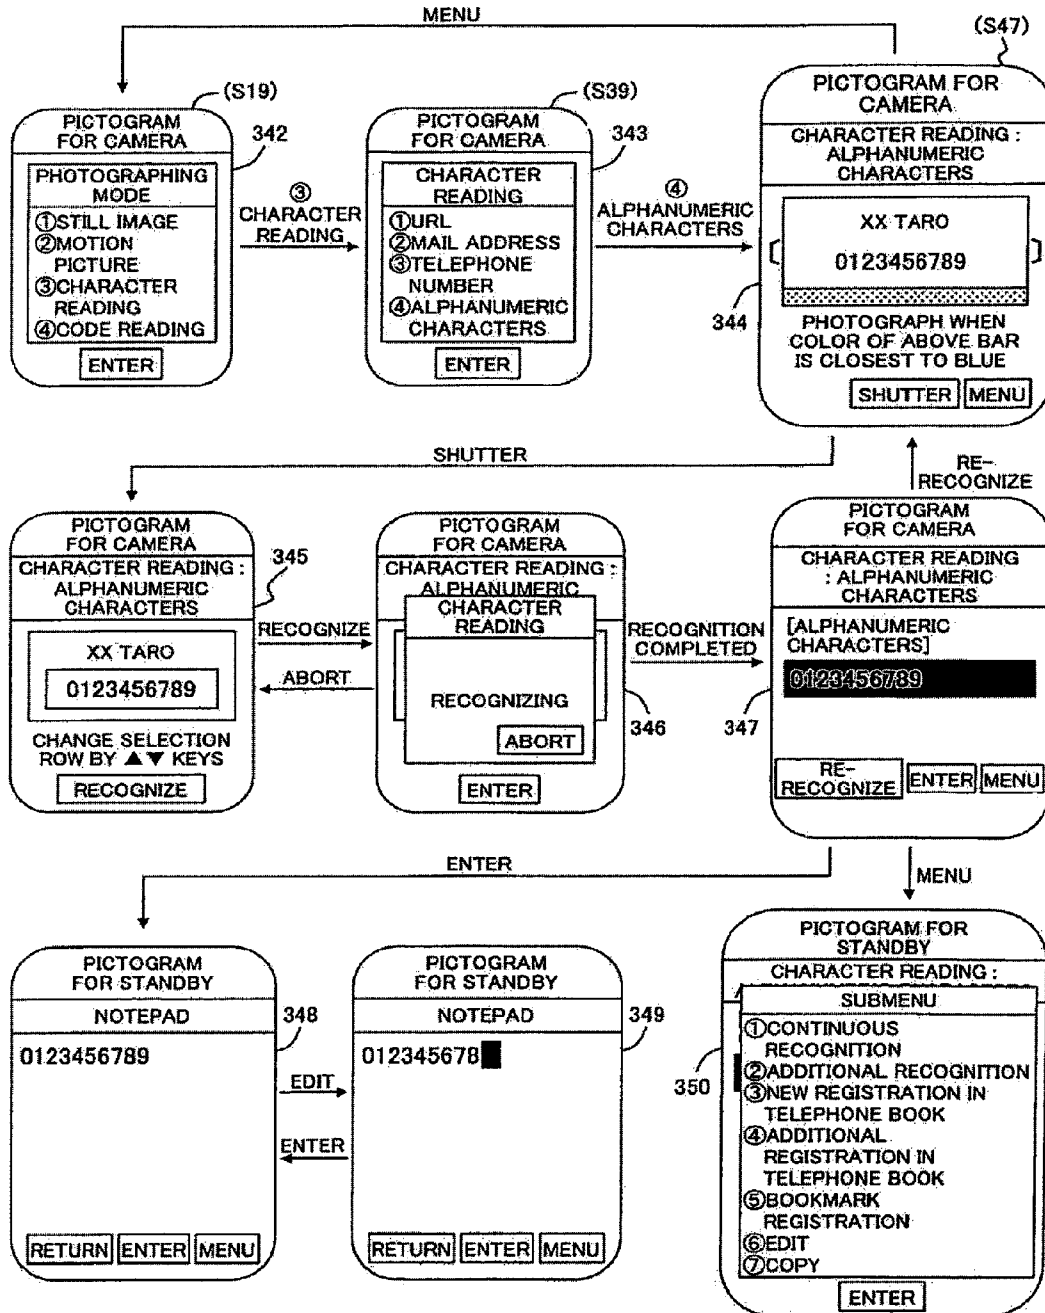 MENU
(S19)
PICTOGRAM
FOR CAMERA
342
PHOTOGRAPHING
MODE
①STILL IMAGE
②MOTION
PICTURE
③CHARACTER
READING
④CODE READING
ENTER
③
CHARACTER
READING
(S39)
PICTOGRAM
FOR CAMERA
343
CHARACTER
READING
①URL
②MAIL ADDRESS
③TELEPHONE
NUMBER
④ALPHANUMERIC
CHARACTERS
ENTER
④
ALPHANUMERIC
CHARACTERS
(S47)
PICTOGRAM FOR
CAMERA
CHARACTER READING :
ALPHANUMERIC
CHARACTERS
XX TARO
0123456789
344
PHOTOGRAPH WHEN
COLOR OF ABOVE BAR
IS CLOSEST TO BLUE
SHUTTER MENU
SHUTTER
RE-
RECOGNIZE
PICTOGRAM
FOR CAMERA
CHARACTER READING :
ALPHANUMERIC
CHARACTERS
345
XX TARO
0123456789
CHANGE SELECTION
ROW BY ▲▼ KEYS
RECOGNIZE
RECOGNIZE
ABORT
PICTOGRAM
FOR CAMERA
CHARACTER READING :
ALPHANUMERIC
CHARACTER
READING
RECOGNIZING
ABORT
346
ENTER
RECOGNITION
COMPLETED
PICTOGRAM
FOR CAMERA
CHARACTER READING
: ALPHANUMERIC
CHARACTERS
[ALPHANUMERIC
CHARACTERS]
0123456789
347
RE-
RECOGNIZE ENTER MENU
ENTER
MENU
PICTOGRAM
FOR STANDBY
NOTEPAD
348
0123456789
RETURN ENTER MENU
EDIT
ENTER
PICTOGRAM
FOR STANDBY
NOTEPAD
349
012345678
RETURN ENTER MENU
PICTOGRAM FOR
STANDBY
CHARACTER READING :
SUBMENU
350
①CONTINUOUS
RECOGNITION
②ADDITIONAL RECOGNITION
③NEW REGISTRATION IN
TELEPHONE BOOK
④ADDITIONAL
REGISTRATION IN
TELEPHONE BOOK
⑤BOOKMARK
REGISTRATION
⑥EDIT
⑦COPY
ENTER